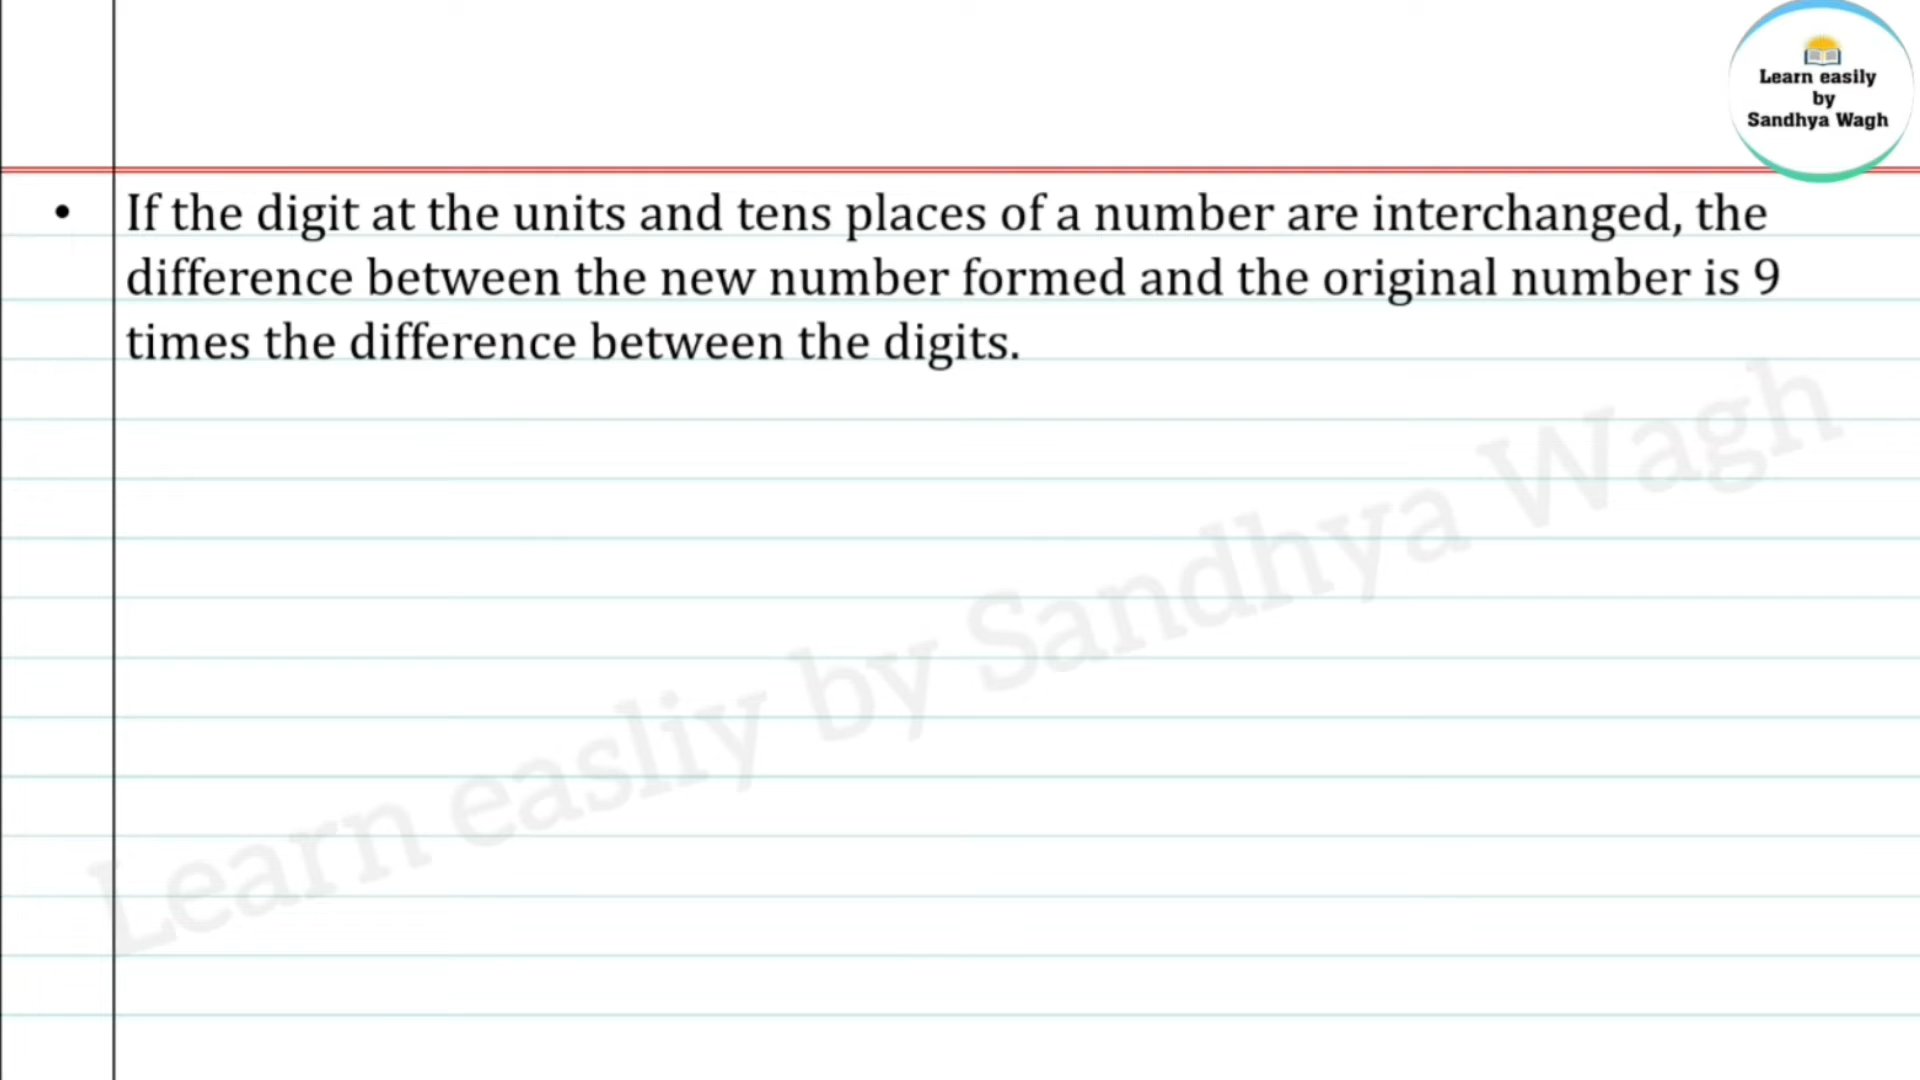 Learn easily
by
Sandhya Wagh
• If the digit at the units and tens places of a number are interchanged, the
difference between the new number formed and the original number is 9
times the difference between the digits.
Learn easliy by Sandhya Wagh